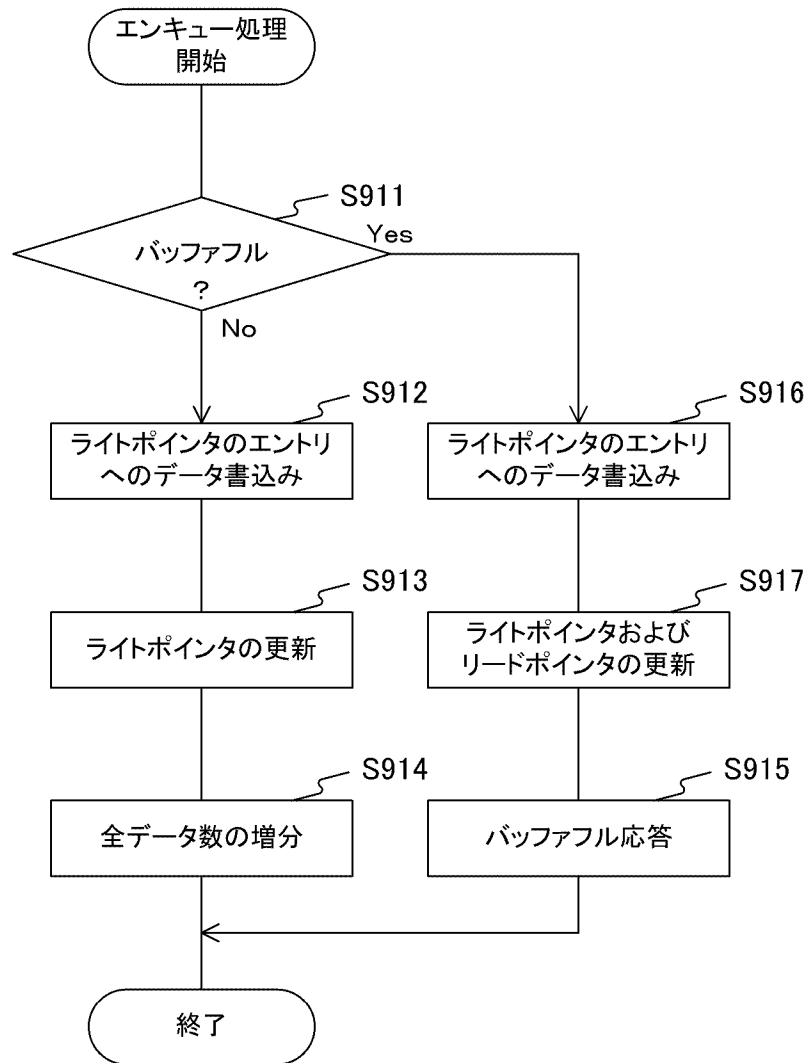 エンキュー処理
開始
S911
バッファフル
?
Yes
No
S912
ライトポインタのエントリ
へのデータ書込み
S916
ライトポインタのエントリ
へのデータ書込み
S913
ライトポインタの更新
S917
ライトポインタおよび
リードポインタの更新
S914
全データ数の増分
S915
バッファフル応答
終了